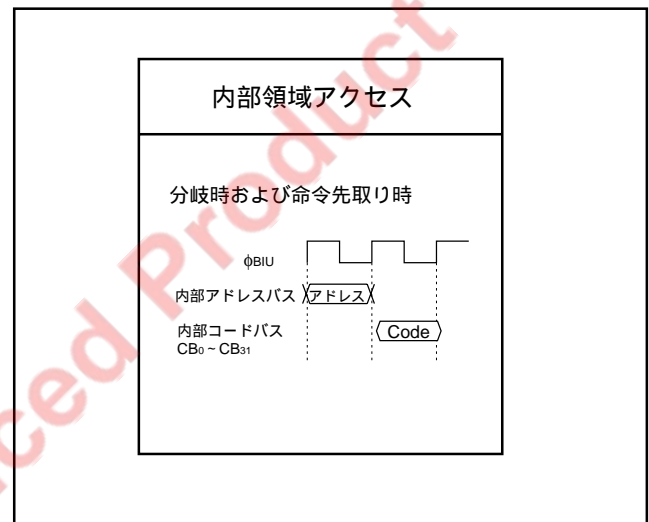 内部領域アクセス
分岐時および命令先取り時
φBIU
内部アドレスバス アドレス
内部コードバス Code
CB0 ~ CB31
ced Product